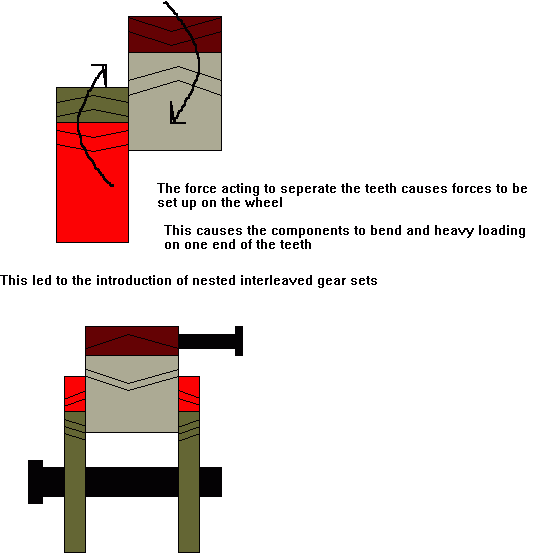 The force acting to seperate the teeth causes forces to be
set up on the wheel
This causes the components to bend and heavy loading
on one end of the teeth
This led to the introduction of nested interleaved gear sets